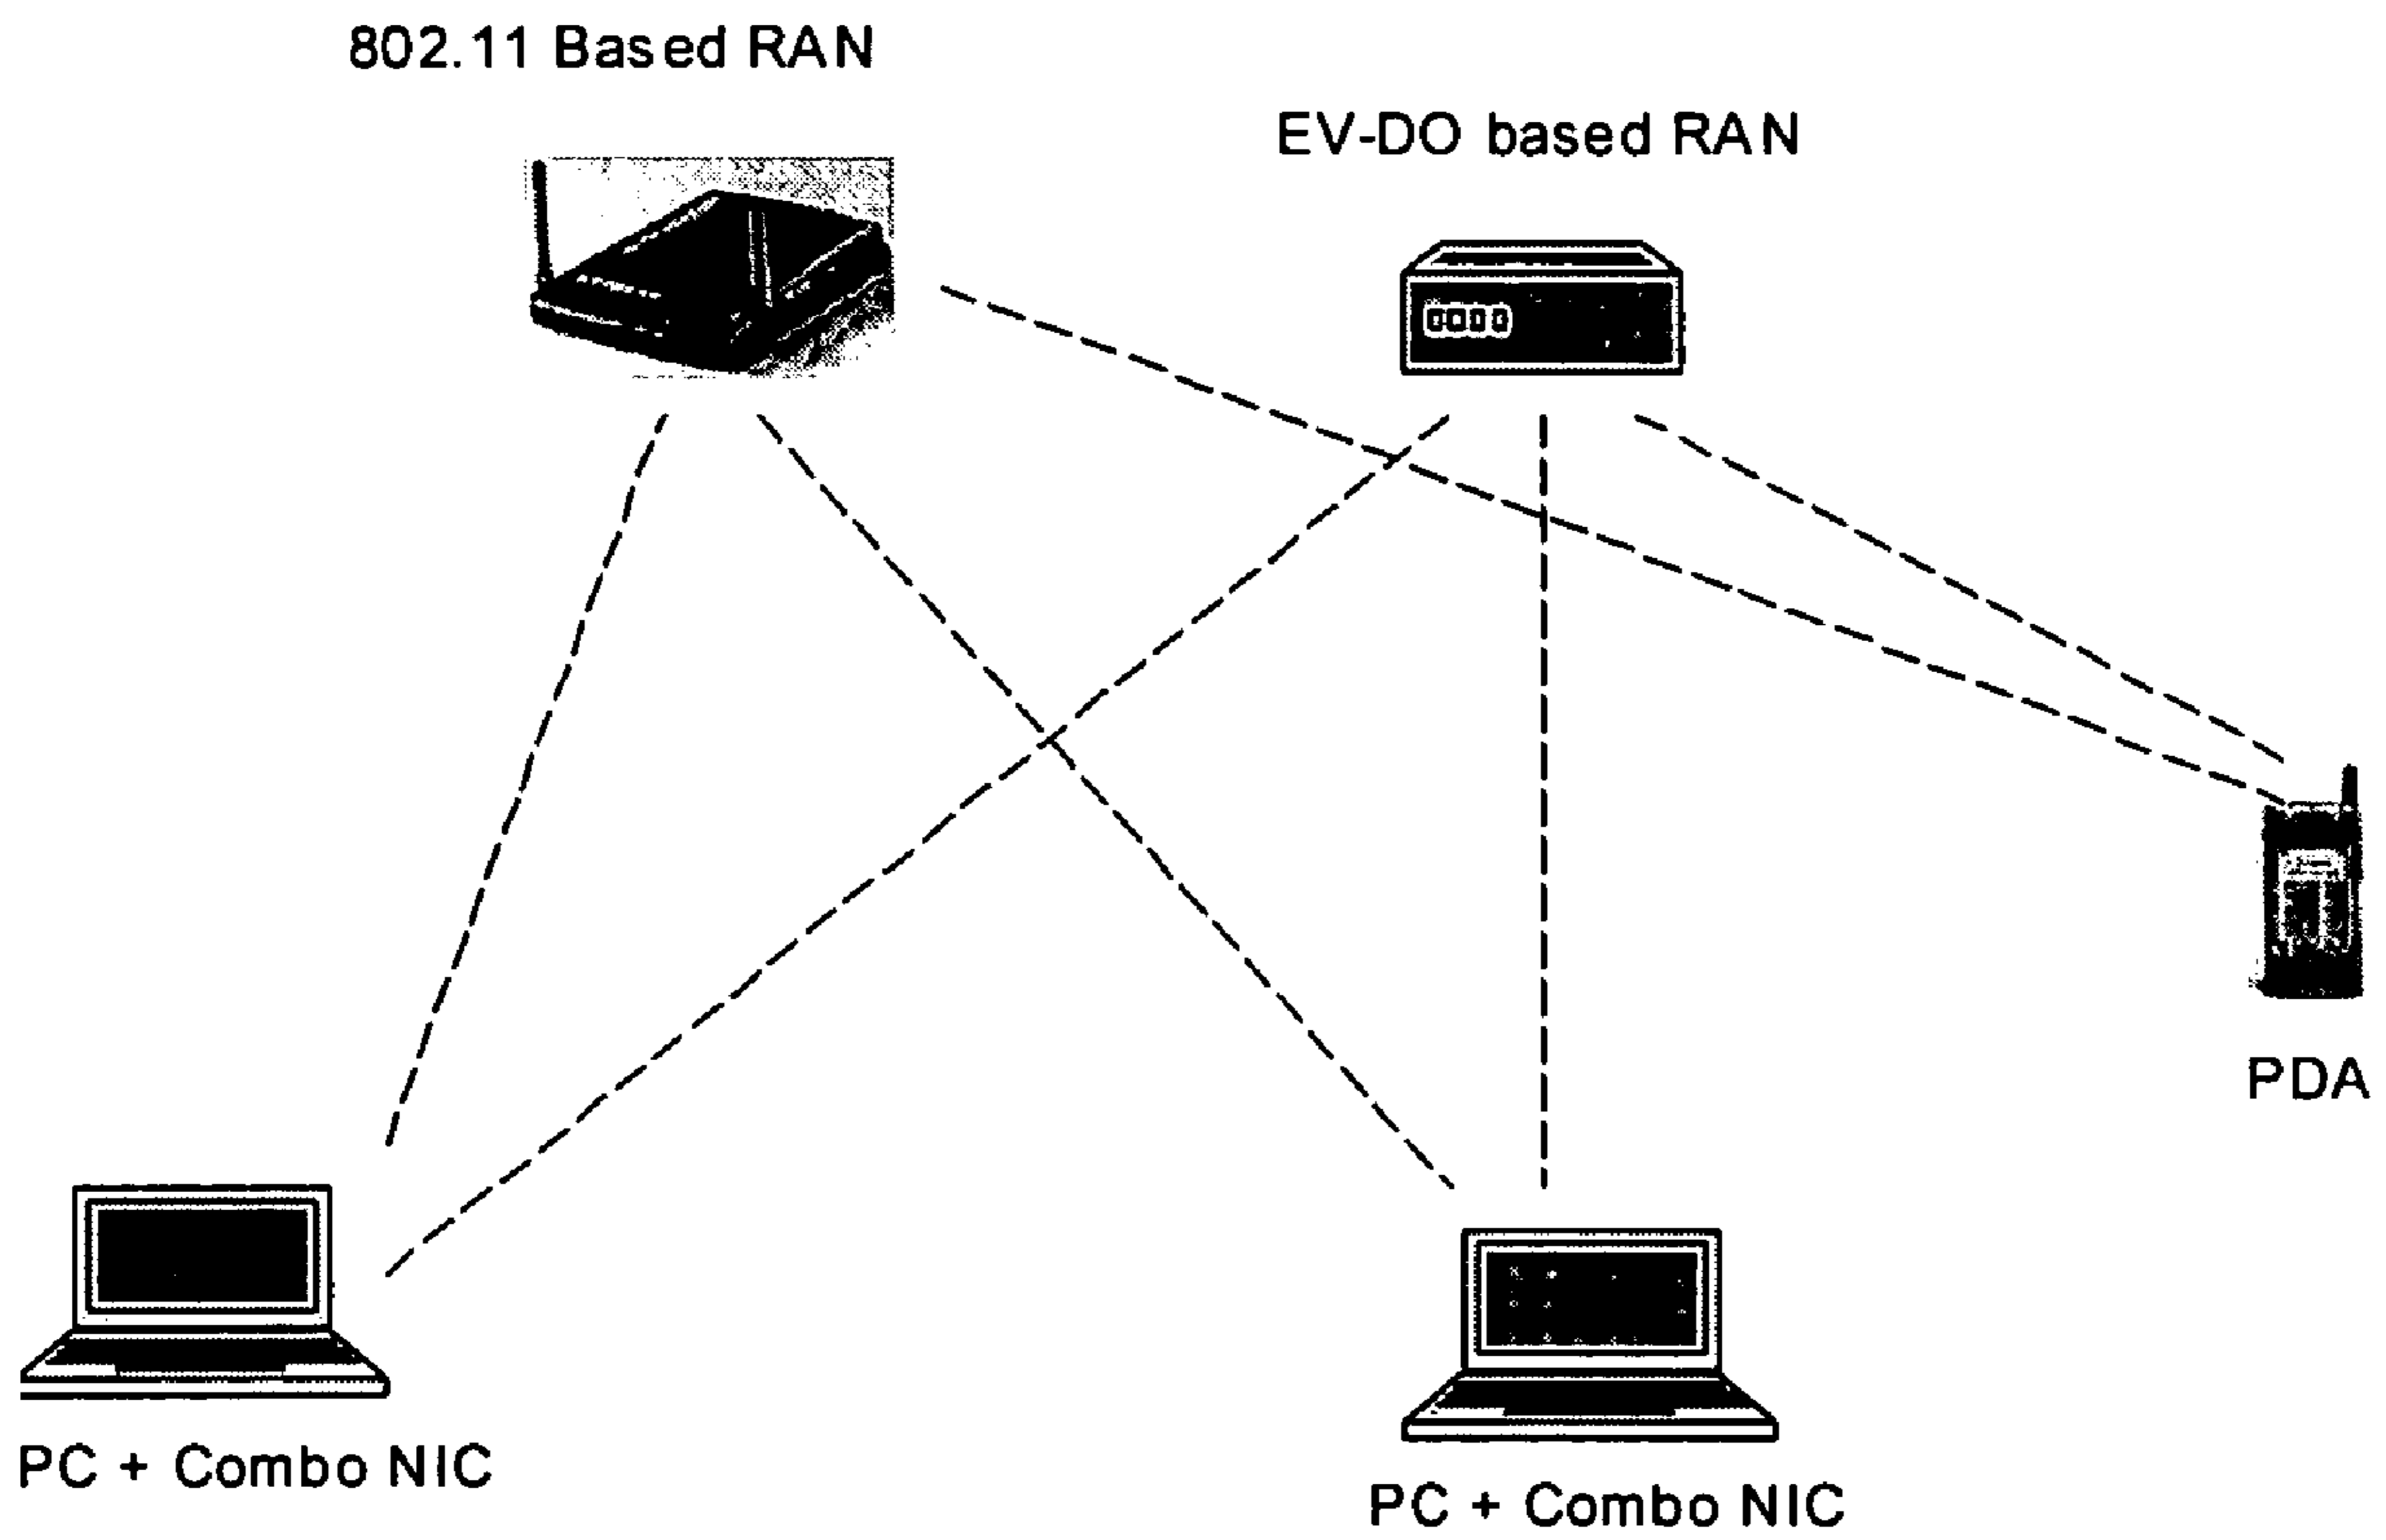 802.11 Based RAN
EV-DO based RAN
PDA
PC + Combo NIC
PC + Combo NIC